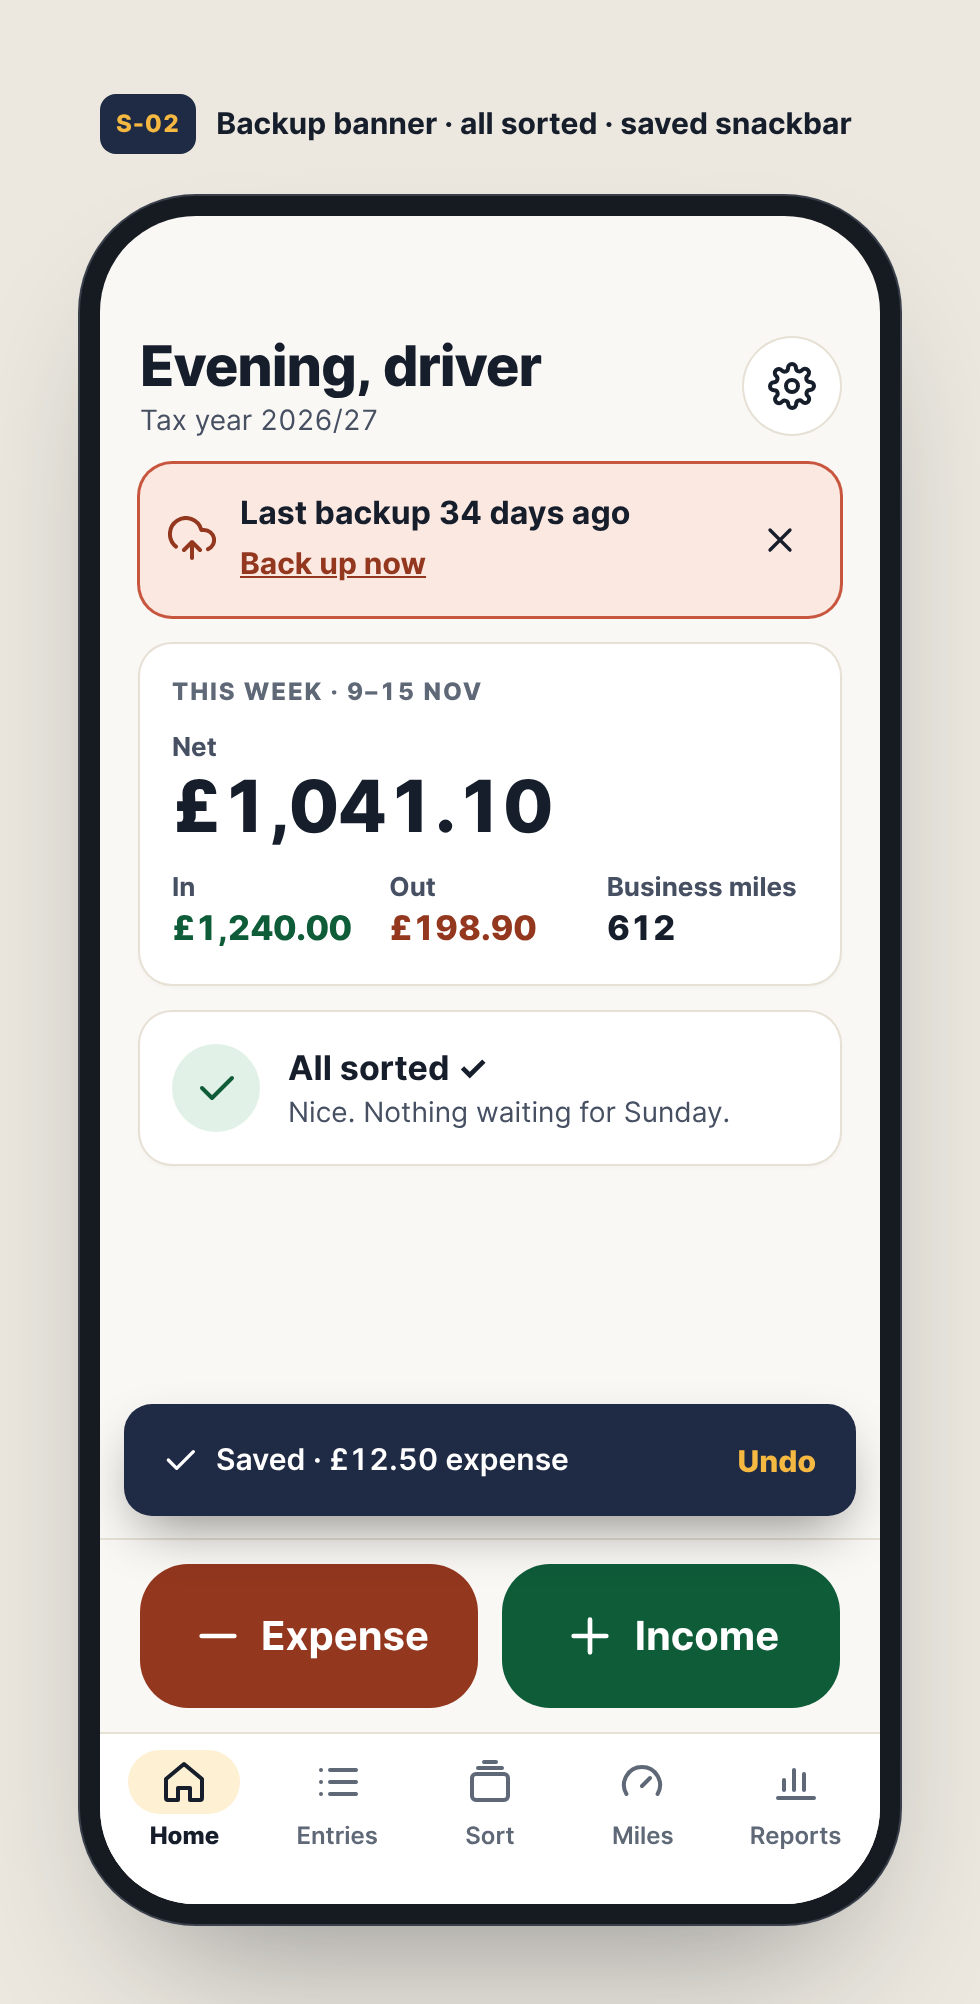 S-02 Backup banner · all sorted · saved snackbar
Evening, driver
Tax year 2026/27
Last backup 34 days ago
Back up now
THIS WEEK · 9–15 NOV
Net
£1,041.10
In Out Business miles
£1,240.00 £198.90 612
All sorted ✓
Nice. Nothing waiting for Sunday.
Saved · £12.50 expense Undo
Expense Income
Home Entries Sort Miles Reports